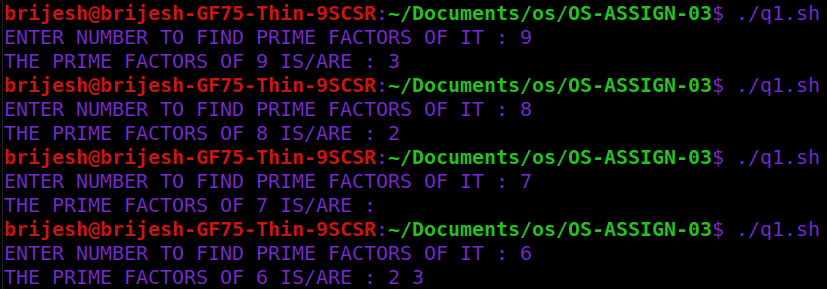 brijesh@brijesh-GF75-Thin-9SCSR:~/Documents/os/OS-ASSIGN-03$ ./q1.sh
ENTER NUMBER TO FIND PRIME FACTORS OF IT : 9
THE PRIME FACTORS OF 9 IS/ARE : 3
brijesh@brijesh-GF75-Thin-9SCSR:~/Documents/os/OS-ASSIGN-03$ ./q1.sh
ENTER NUMBER TO FIND PRIME FACTORS OF IT : 8
THE PRIME FACTORS OF 8 IS/ARE : 2
brijesh@brijesh-GF75-Thin-9SCSR:~/Documents/os/OS-ASSIGN-03$ ./q1.sh
ENTER NUMBER TO FIND PRIME FACTORS OF IT : 7
THE PRIME FACTORS OF 7 IS/ARE :
brijesh@brijesh-GF75-Thin-9SCSR:~/Documents/os/OS-ASSIGN-03$ ./q1.sh
ENTER NUMBER TO FIND PRIME FACTORS OF IT : 6
THE PRIME FACTORS OF 6 IS/ARE : 2 3